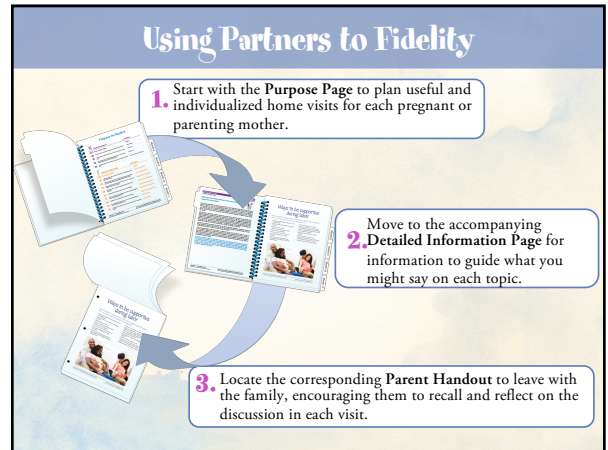 Using Partners to Fidelity
1. Start with the Purpose Page to plan useful and
individualized home visits for each pregnant or
parenting mother.
Ways to be supportive
during labor
2. Move to the accompanying
Detailed Information Page for
information to guide what you
might say on each topic.
Ways to be supportive
during labor
3. Locate the corresponding Parent Handout to leave with
the family, encouraging them to recall and reflect on the
discussion in each visit.